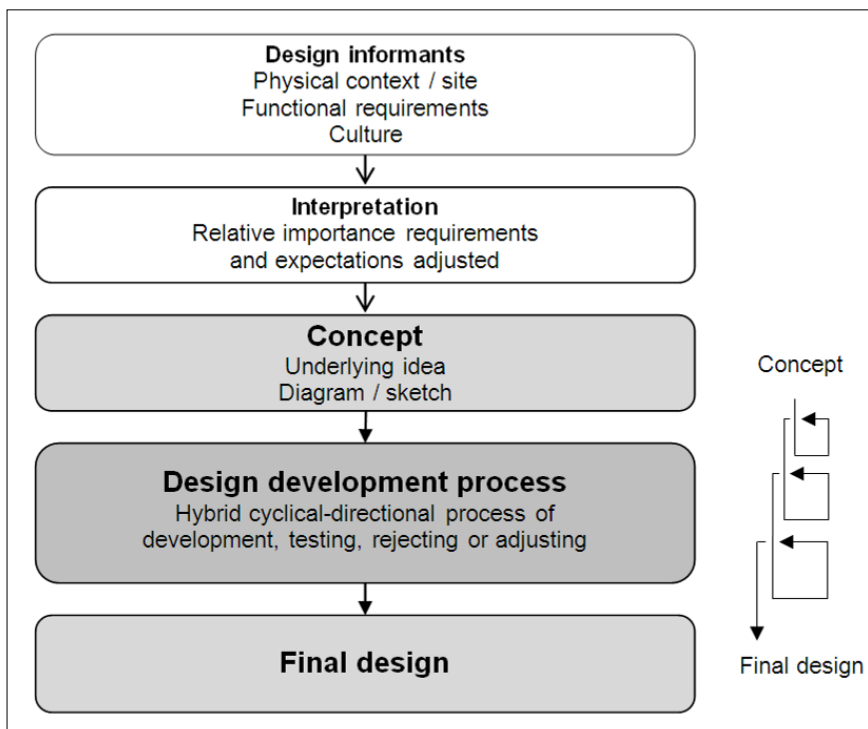 Design informants
Physical context / site
Functional requirements
Culture
Interpretation
Relative importance requirements
and expectations adjusted
Concept
Underlying idea
Diagram / sketch
Design development process
Hybrid cyclical-directional process of
development, testing, rejecting or adjusting
Final design
Concept
Final design